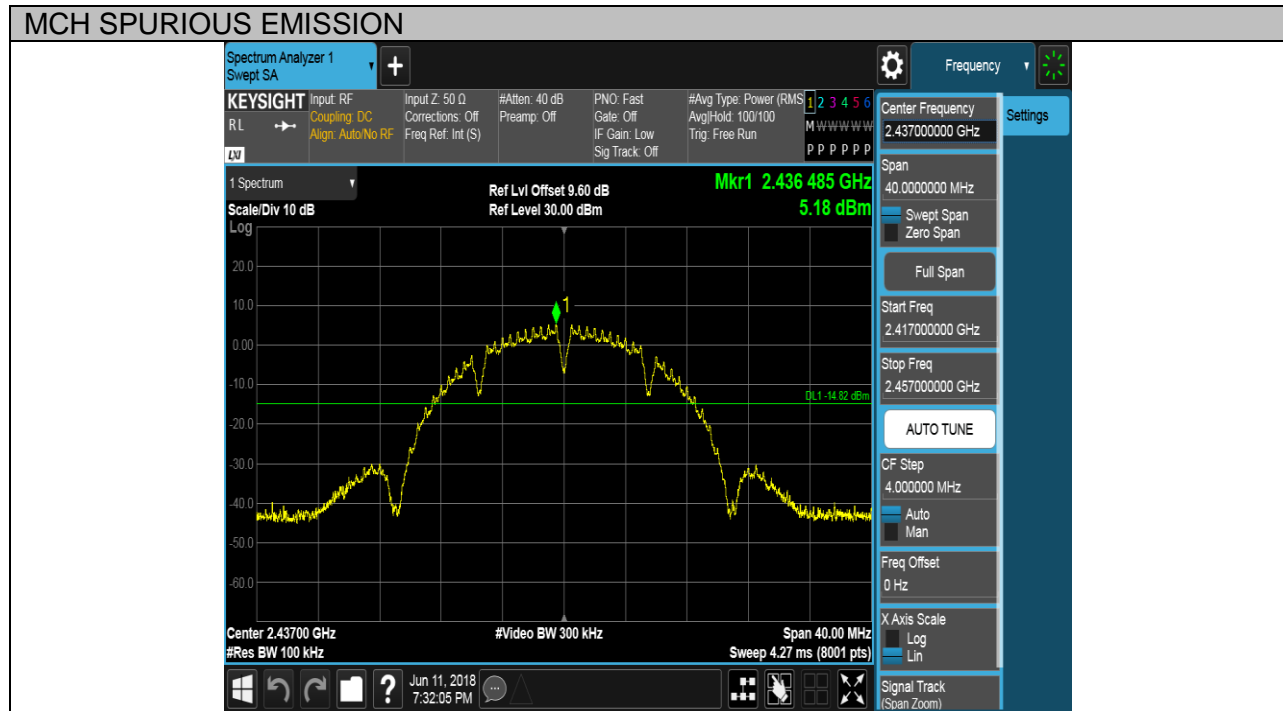 MCH SPURIOUS EMISSION
Spectrum Analyzer 1
Swept SA
+
Frequency
KEYSIGHT
RL
LXI
Input: RF
Coupling: DC
Align: Auto/No RF
Input Z: 50 Ω
Corrections: Off
Freq Ref: Int (S)
#Atten: 40 dB
Preamp: Off
PNO: Fast
Gate: Off
IF Gain: Low
Sig Track: Off
#Avg Type: Power (RMS
Avg|Hold: 100/100
Trig: Free Run
1 2 3 4 5 6
M W W W W W
P P P P P P
1 Spectrum
Scale/Div 10 dB
Ref Lvl Offset 9.60 dB
Ref Level 30.00 dBm
Mkr1 2.436 485 GHz
5.18 dBm
Log
20.0
10.0
0.00
-10.0
-20.0
-30.0
-40.0
-50.0
-60.0
1
DL1 -14.82 dBm
Center 2.43700 GHz
#Res BW 100 kHz
#Video BW 300 kHz
Span 40.00 MHz
Sweep 4.27 ms (8001 pts)
?
Jun 11, 2018
7:32:05 PM
Center Frequency
2.437000000 GHz
Settings
Span
40.0000000 MHz
Swept Span
Zero Span
Full Span
Start Freq
2.417000000 GHz
Stop Freq
2.457000000 GHz
AUTO TUNE
CF Step
4.000000 MHz
Auto
Man
Freq Offset
0 Hz
X Axis Scale
Log
Lin
Signal Track
(Span Zoom)